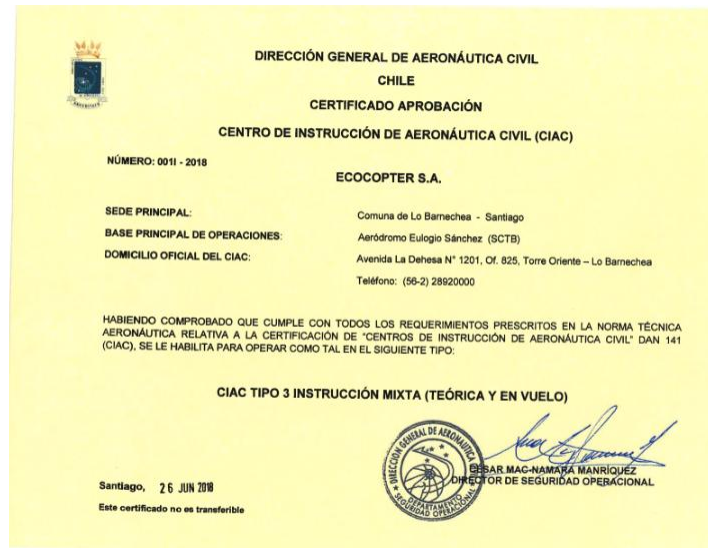 DIRECCIÓN GENERAL DE AERONÁUTICA CIVIL
CHILE
CERTIFICADO APROBACIÓN
CENTRO DE INSTRUCCIÓN DE AERONÁUTICA CIVIL (CIAC)
NÚMERO: 001I - 2018
ECOCOPTER S.A.
SEDE PRINCIPAL: Comuna de Lo Barnechea - Santiago
BASE PRINCIPAL DE OPERACIONES: Aeródromo Eulogio Sánchez (SCTB)
DOMICILIO OFICIAL DEL CIAC: Avenida La Dehesa N° 1201, Of. 825, Torre Oriente – Lo Barnechea
Teléfono: (56-2) 28920000
HABIENDO COMPROBADO QUE CUMPLE CON TODOS LOS REQUERIMIENTOS PRESCRITOS EN LA NORMA TÉCNICA
AERONÁUTICA RELATIVA A LA CERTIFICACIÓN DE "CENTROS DE INSTRUCCIÓN DE AERONÁUTICA CIVIL" DAN 141
(CIAC), SE LE HABILITA PARA OPERAR COMO TAL EN EL SIGUIENTE TIPO:
CIAC TIPO 3 INSTRUCCIÓN MIXTA (TEÓRICA Y EN VUELO)
DIRECCIÓN GENERAL DE AERONAUTICA
DEPARTAMENTO
SEGURIDAD OPERACIONAL
CESAR MAC-NAMARA MANRIQUEZ
DIRECTOR DE SEGURIDAD OPERACIONAL
Santiago, 26 JUN 2018
Este certificado no es transferible